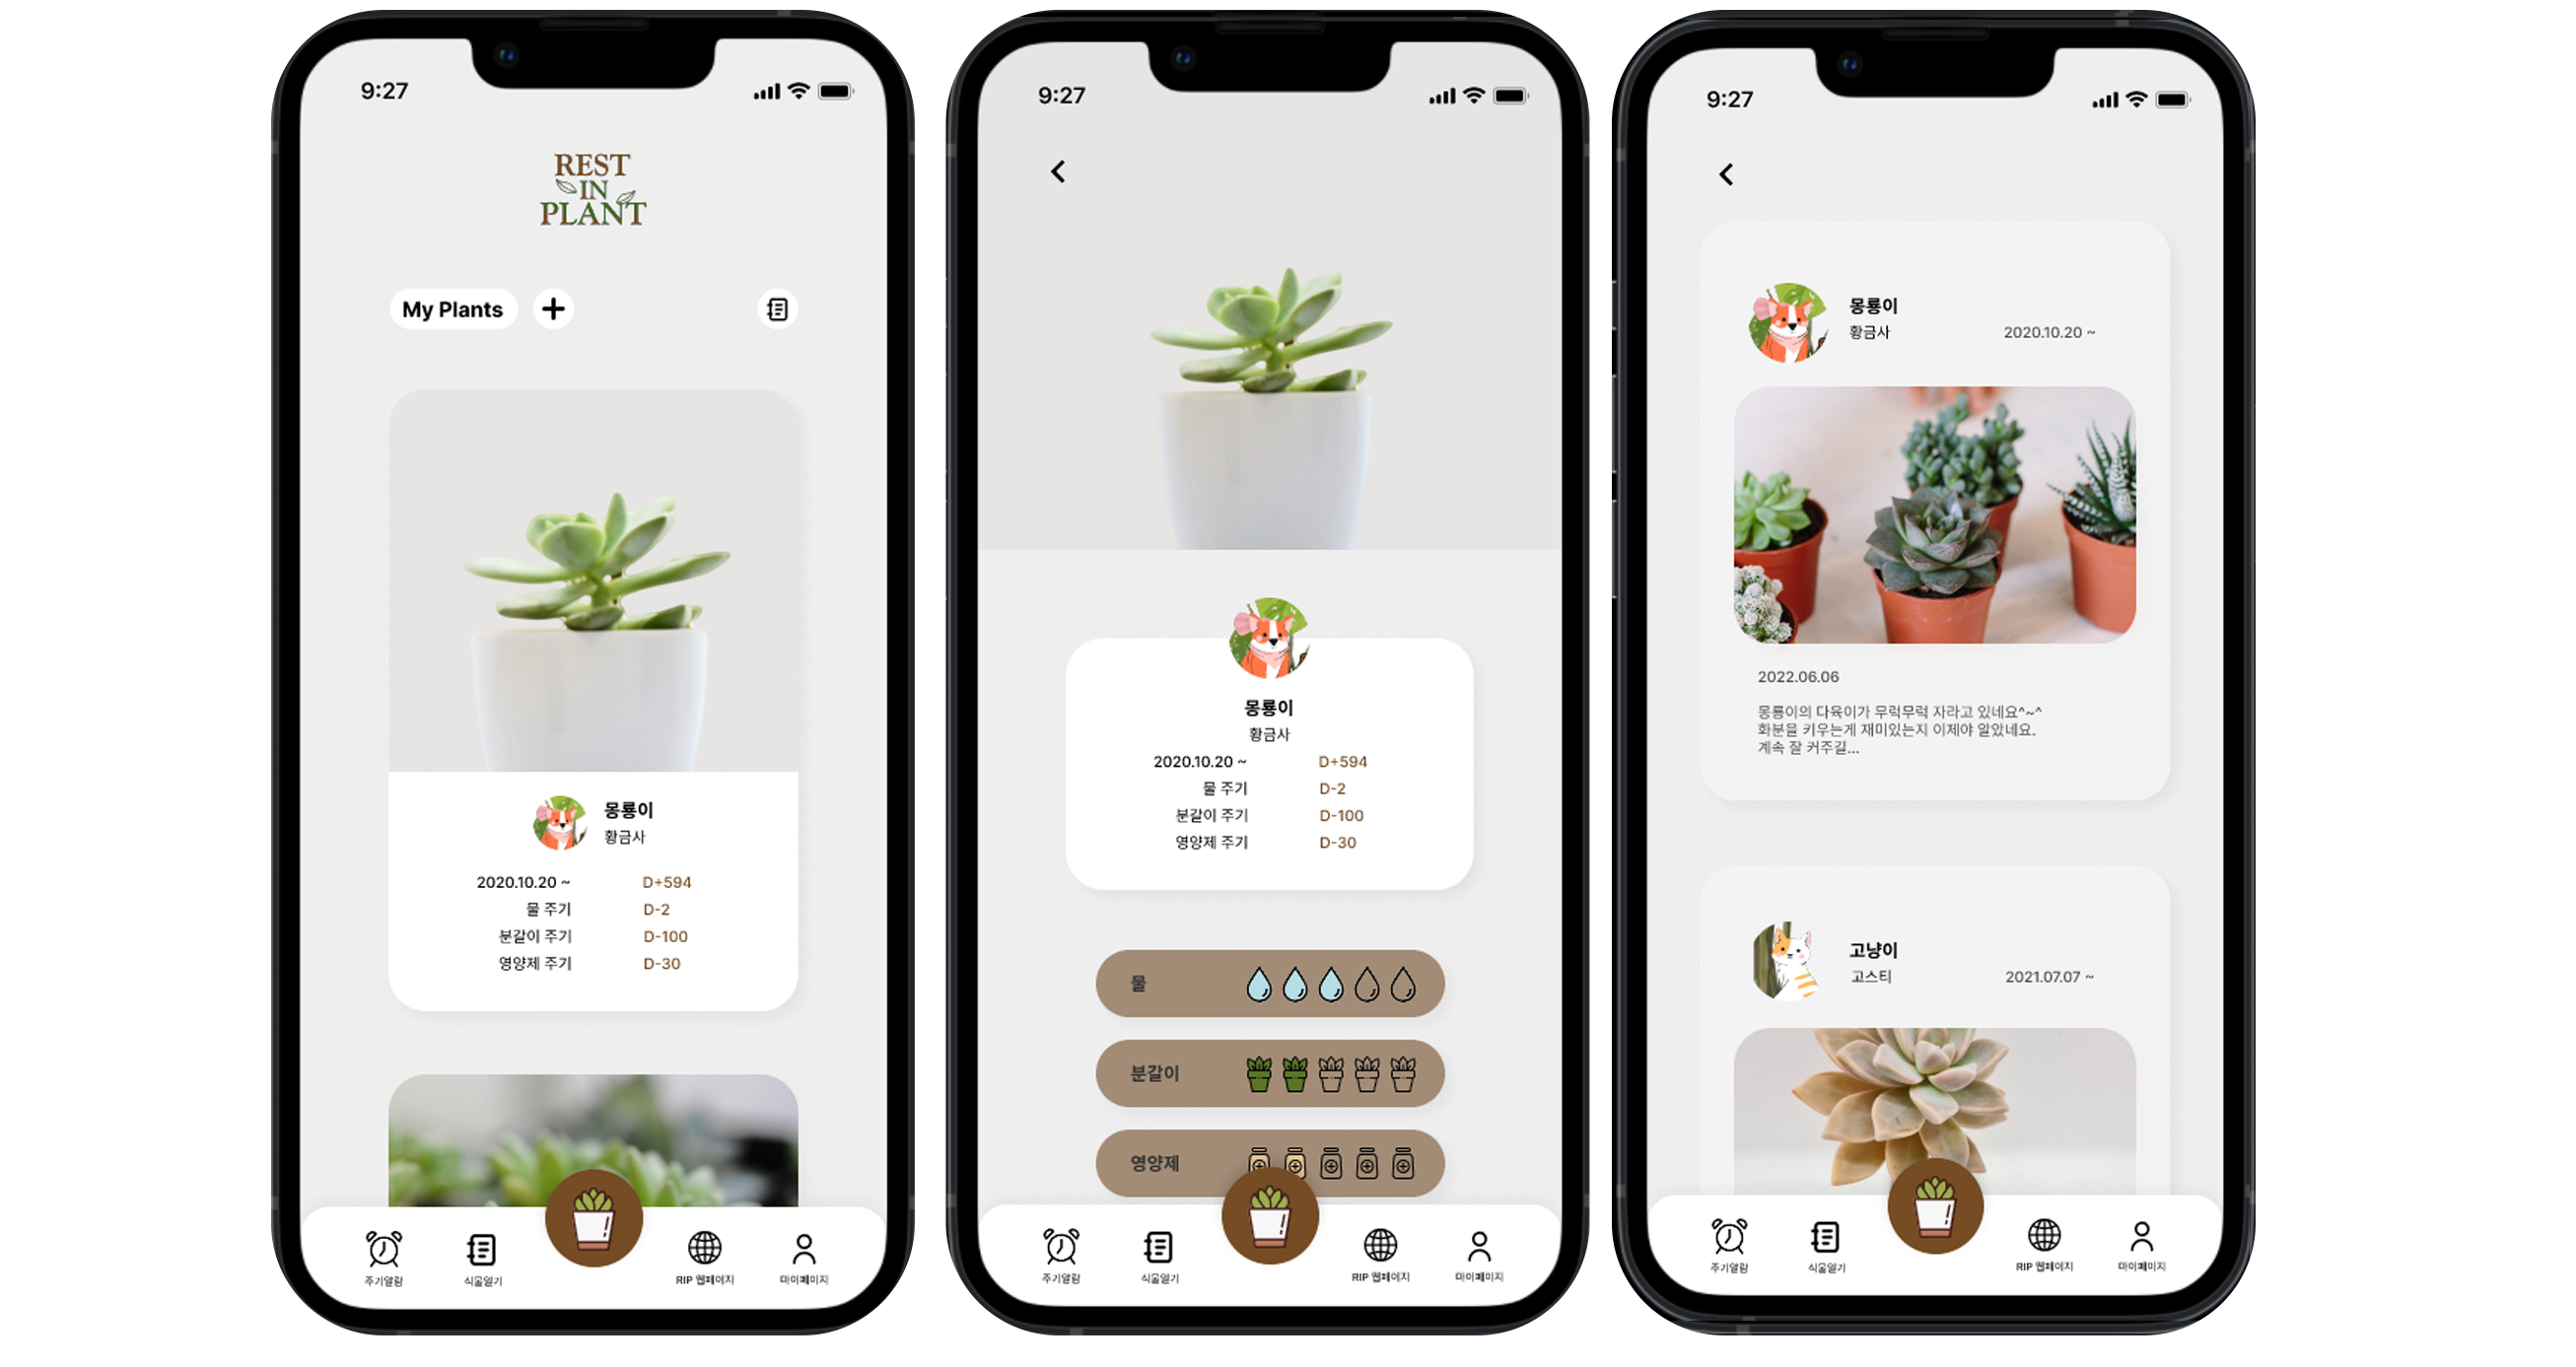 9:27
REST
IN
PLANT
My Plants
몽룡이
황금사
2020.10.20 ~ D+594
물 주기 D-2
분갈이 주기 D-100
영양제 주기 D-30
주기알람
식물일기
RIP 웹페이지
마이페이지
9:27
몽룡이
황금사
2020.10.20 ~ D+594
물 주기 D-2
분갈이 주기 D-100
영양제 주기 D-30
물
분갈이
영양제
주기알람
식물일기
RIP 웹페이지
마이페이지
9:27
몽룡이
황금사 2020.10.20 ~
2022.06.06
몽룡이의 다육이가 무럭무럭 자라고 있네요^~^
화분을 키우는게 재미있는지 이제야 알았네요.
계속 잘 커주길...
고냥이
고스티 2021.07.07 ~
주기알람
식물일기
RIP 웹페이지
마이페이지